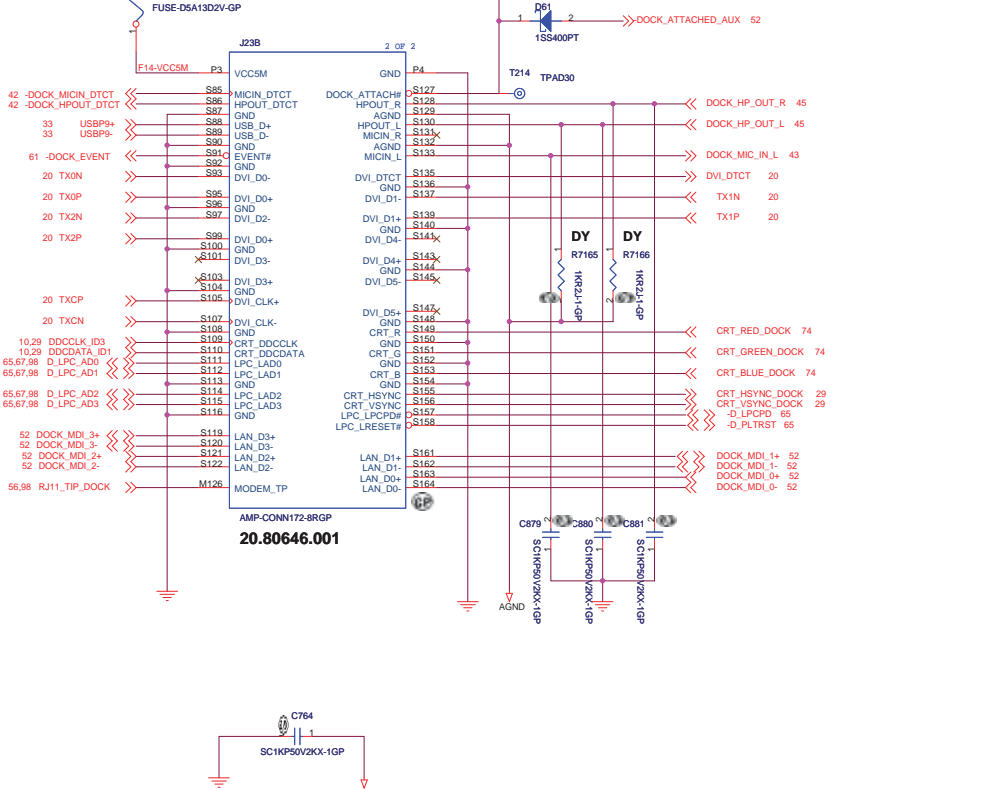 FUSE-D5A13D2V-GP
1
D61
1 2
1SS400PT
DOCK_ATTACHED_AUX 52
J23B
2 OF 2
F14-VCC5M
T214
TPAD30
P3 VCC5M GND P4
42 -DOCK_MICIN_DTCT S85 MICIN_DTCT DOCK_ATTACH# S127
42 -DOCK_HPOUT_DTCT S86 HPOUT_DTCT HPOUT_R S128 DOCK_HP_OUT_R 45
S87 GND AGND S129
33 USBP9+ S88 USB_D+ HPOUT_L S130 DOCK_HP_OUT_L 45
33 USBP9- S89 USB_D- MICIN_R S131
S90 GND AGND S132
61 -DOCK_EVENT S91 EVENT# MICIN_L S133 DOCK_MIC_IN_L 43
S92 GND
20 TX0N S93 DVI_D0- DVI_DTCT S135 DVI_DTCT 20
GND S136
20 TX0P S95 DVI_D0+ DVI_D1- S137 TX1N 20
S96 GND
20 TX2N S97 DVI_D2- DVI_D1+ S139 TX1P 20
GND S140
20 TX2P S99 DVI_D0+ DVI_D4- S141
S100 GND
S101 DVI_D3- DVI_D4+ S143
GND S144
S103 DVI_D3+ DVI_D5- S145
S104 GND
20 TXCP S105 DVI_CLK+
DVI_D5+ S147
20 TXCN S107 DVI_CLK- GND S148
S108 GND CRT_R S149 CRT_RED_DOCK 74
10,29 DDCCLK_ID3 S109 CRT_DDCCLK GND S150
10,29 DDCDATA_ID1 S110 CRT_DDCDATA CRT_G S151 CRT_GREEN_DOCK 74
65,67,98 D_LPC_AD0 S111 LPC_LAD0 GND S152
65,67,98 D_LPC_AD1 S112 LPC_LAD1 CRT_B S153 CRT_BLUE_DOCK 74
S113 GND GND S154
65,67,98 D_LPC_AD2 S114 LPC_LAD2 CRT_HSYNC S155 CRT_HSYNC_DOCK 29
65,67,98 D_LPC_AD3 S115 LPC_LAD3 CRT_VSYNC S156 CRT_VSYNC_DOCK 29
S116 GND LPC_LPCPD# S157 -D_LPCPD 65
LPC_LRESET# S158 -D_PLTRST 65
52 DOCK_MDI_3+ S119 LAN_D3+
52 DOCK_MDI_3- S120 LAN_D3-
52 DOCK_MDI_2+ S121 LAN_D2+ LAN_D1+ S161 DOCK_MDI_1+ 52
52 DOCK_MDI_2- S122 LAN_D2- LAN_D1- S162 DOCK_MDI_1- 52
LAN_D0+ S163 DOCK_MDI_0+ 52
56,98 RJ11_TIP_DOCK M126 MODEM_TP LAN_D0- S164 DOCK_MDI_0- 52
DY DY
R7165 R7166
1 1
1KR2J-1-GP 1KR2J-1-GP
2
GP
AMP-CONN172-8RGP
20.80646.001
C879 C880 C881
2 2 2
1 1 1
SC1KP50V2KX-1GP SC1KP50V2KX-1GP SC1KP50V2KX-1GP
AGND
C764
1
SC1KP50V2KX-1GP